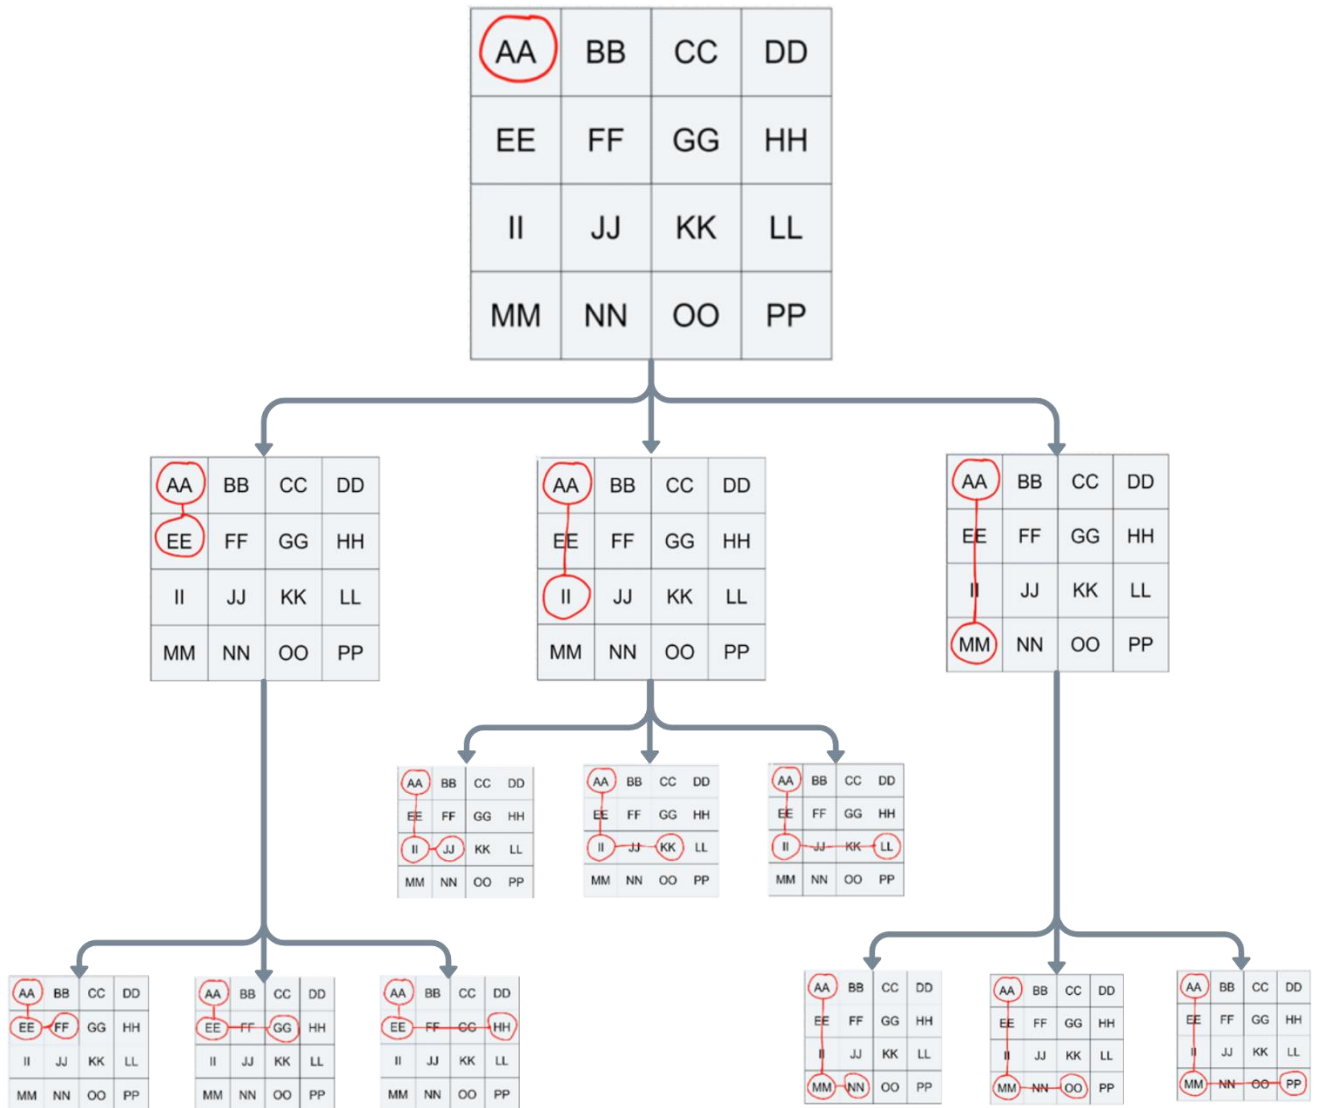 AA BB CC DD
EE FF GG HH
II JJ KK LL
MM NN OO PP
AA BB CC DD
EE FF GG HH
II JJ KK LL
MM NN OO PP
AA BB CC DD
EE FF GG HH
II JJ KK LL
MM NN OO PP
AA BB CC DD
EE FF GG HH
II JJ KK LL
MM NN OO PP
AA BB CC DD
EE FF GG HH
II JJ KK LL
MM NN OO PP
AA BB CC DD
EE FF GG HH
II JJ KK LL
MM NN OO PP
AA BB CC DD
EE FF GG HH
II JJ KK LL
MM NN OO PP
AA BB CC DD
EE FF GG HH
II JJ KK LL
MM NN OO PP
AA BB CC DD
EE FF GG HH
II JJ KK LL
MM NN OO PP
AA BB CC DD
EE FF GG HH
II JJ KK LL
MM NN OO PP
AA BB CC DD
EE FF GG HH
II JJ KK LL
MM NN OO PP
AA BB CC DD
EE FF GG HH
II JJ KK LL
MM NN OO PP
AA BB CC DD
EE FF GG HH
II JJ KK LL
MM NN OO PP